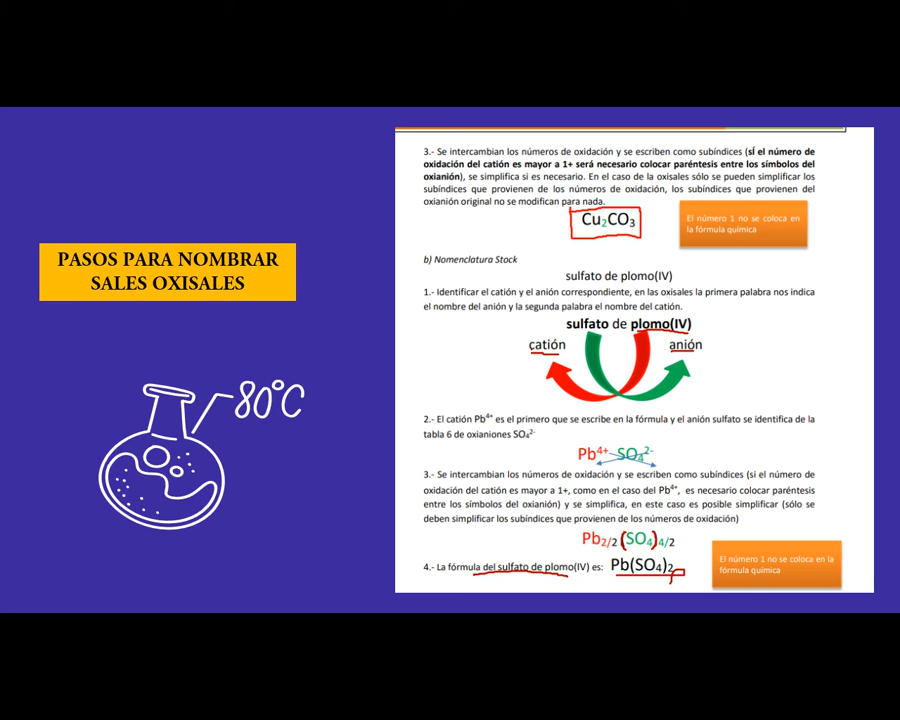 PASOS PARA NOMBRAR
SALES OXISALES
80°C
3.- Se intercambian los números de oxidación y se escriben como subíndices (sÍ el número de
oxidación del catión es mayor a 1+ será necesario colocar paréntesis entre los símbolos del
oxianión), se simplifica si es necesario. En el caso de la oxisales sólo se pueden simplificar los
subíndices que provienen de los números de oxidación, los subíndices que provienen del
oxianión original no se modifican para nada.
Cu₂CO₃
El número 1 no se coloca en
la fórmula química
b) Nomenclatura Stock
sulfato de plomo(IV)
1.- Identificar el catión y el anión correspondiente, en las oxisales la primera palabra nos indica
el nombre del anión y la segunda palabra el nombre del catión.
sulfato de plomo(IV)
catión
anión
2.- El catión Pb⁴⁺ es el primero que se escribe en la fórmula y el anión sulfato se identifica de la
tabla 6 de oxianiones SO₄²⁻
Pb⁴⁺ SO₄²⁻
3.- Se intercambian los números de oxidación y se escriben como subíndices (si el número de
oxidación del catión es mayor a 1+, como en el caso del Pb⁴⁺, es necesario colocar paréntesis
entre los símbolos del oxianión) y se simplifica, en este caso es posible simplificar (sólo se
deben simplificar los subíndices que provienen de los números de oxidación)
Pb₂/₂ (SO₄)₄/₂
4.- La fórmula del sulfato de plomo(IV) es: Pb(SO₄)₂
El número 1 no se coloca en la
fórmula química